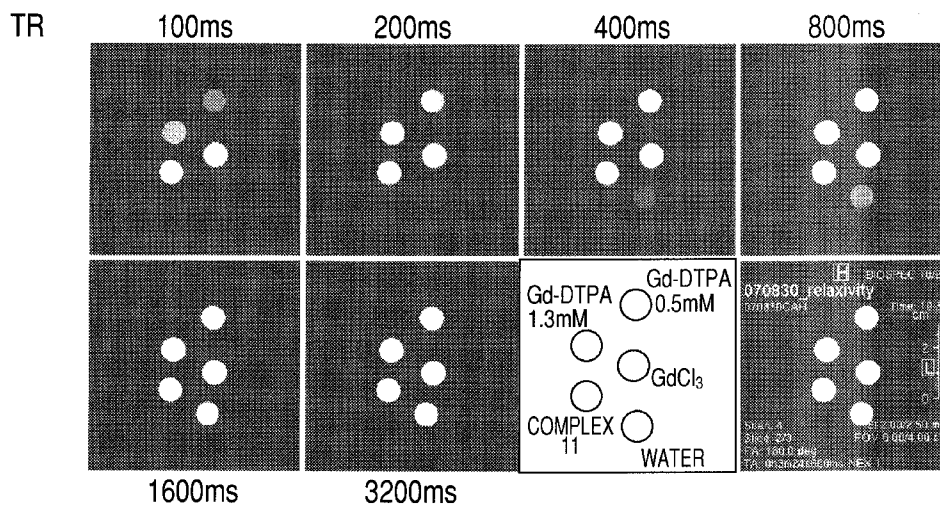 TR
100ms
200ms
400ms
800ms
Gd-DTPA
0.5mM
Gd-DTPA
1.3mM
GdCl₃
COMPLEX
11
WATER
070830_relaxivity
1600ms
3200ms